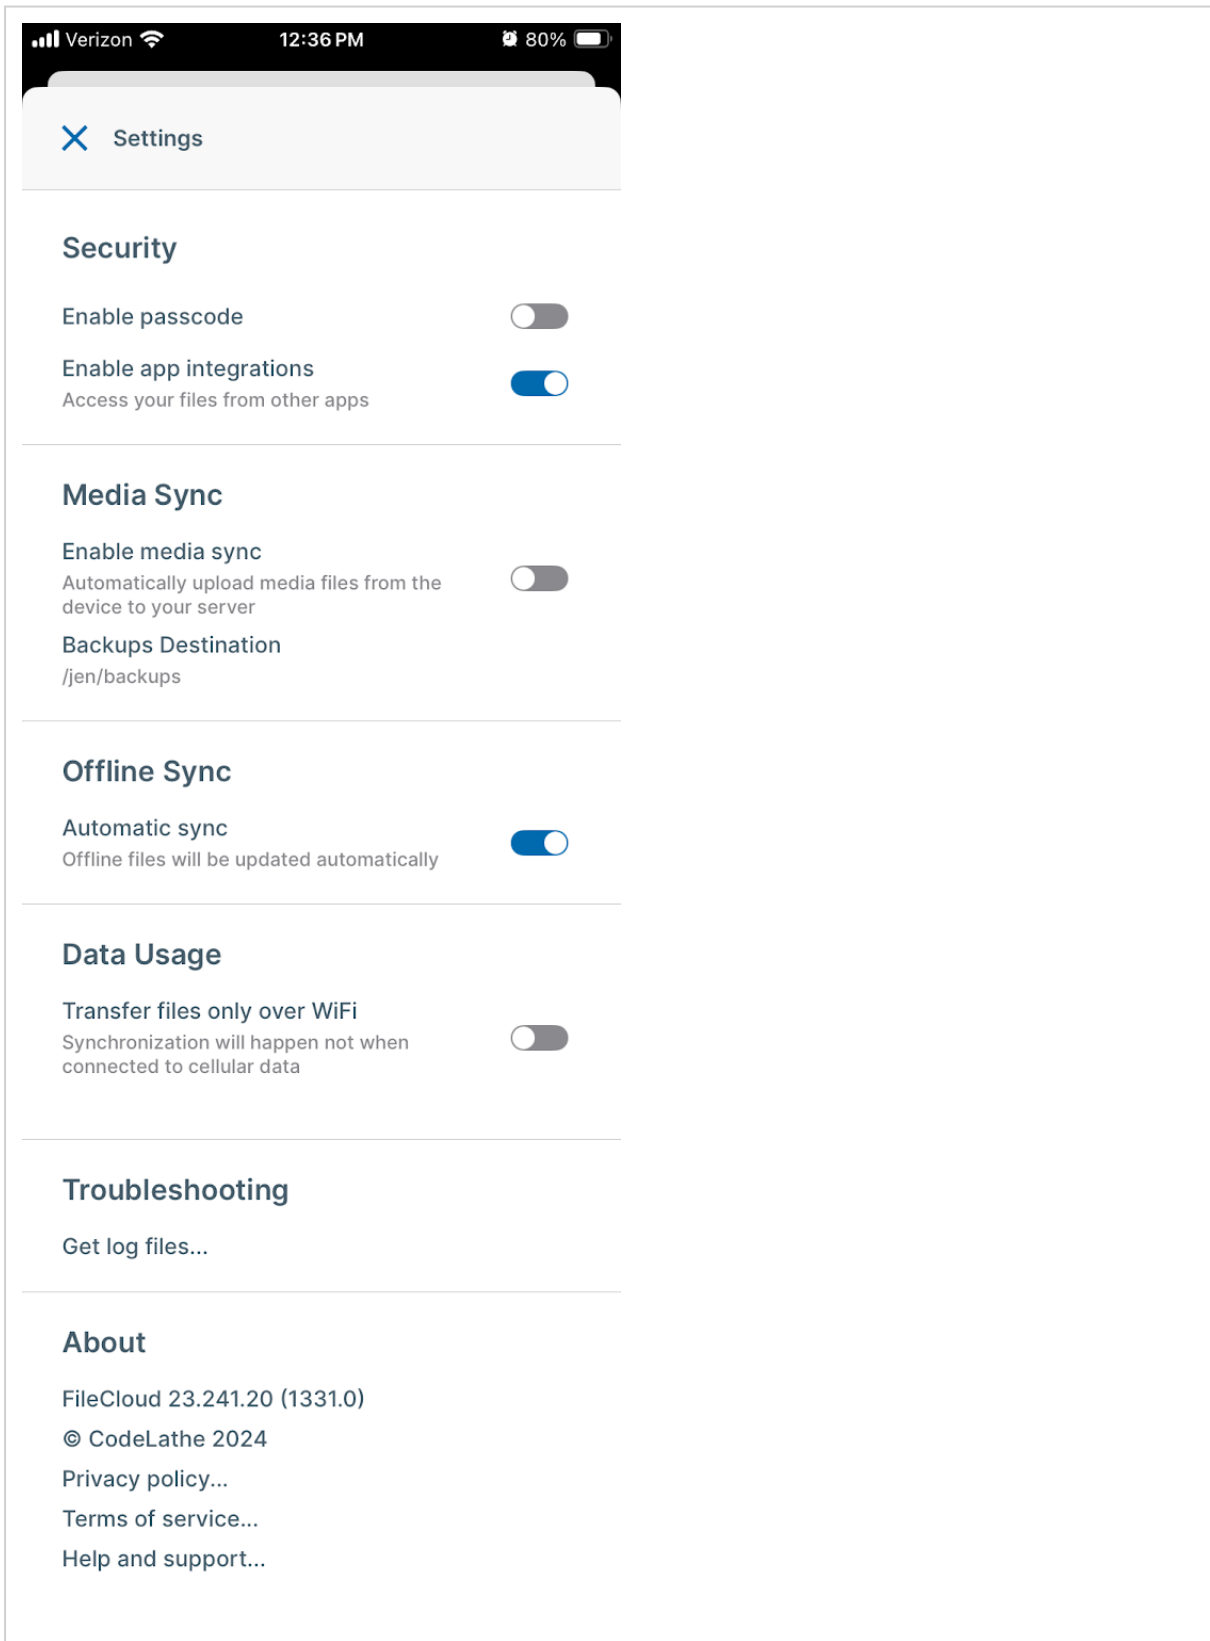 Verizon 12:36 PM 80%
Settings
Security
Enable passcode
Enable app integrations
Access your files from other apps
Media Sync
Enable media sync
Automatically upload media files from the
device to your server
Backups Destination
/jen/backups
Offline Sync
Automatic sync
Offline files will be updated automatically
Data Usage
Transfer files only over WiFi
Synchronization will happen not when
connected to cellular data
Troubleshooting
Get log files...
About
FileCloud 23.241.20 (1331.0)
© CodeLathe 2024
Privacy policy...
Terms of service...
Help and support...